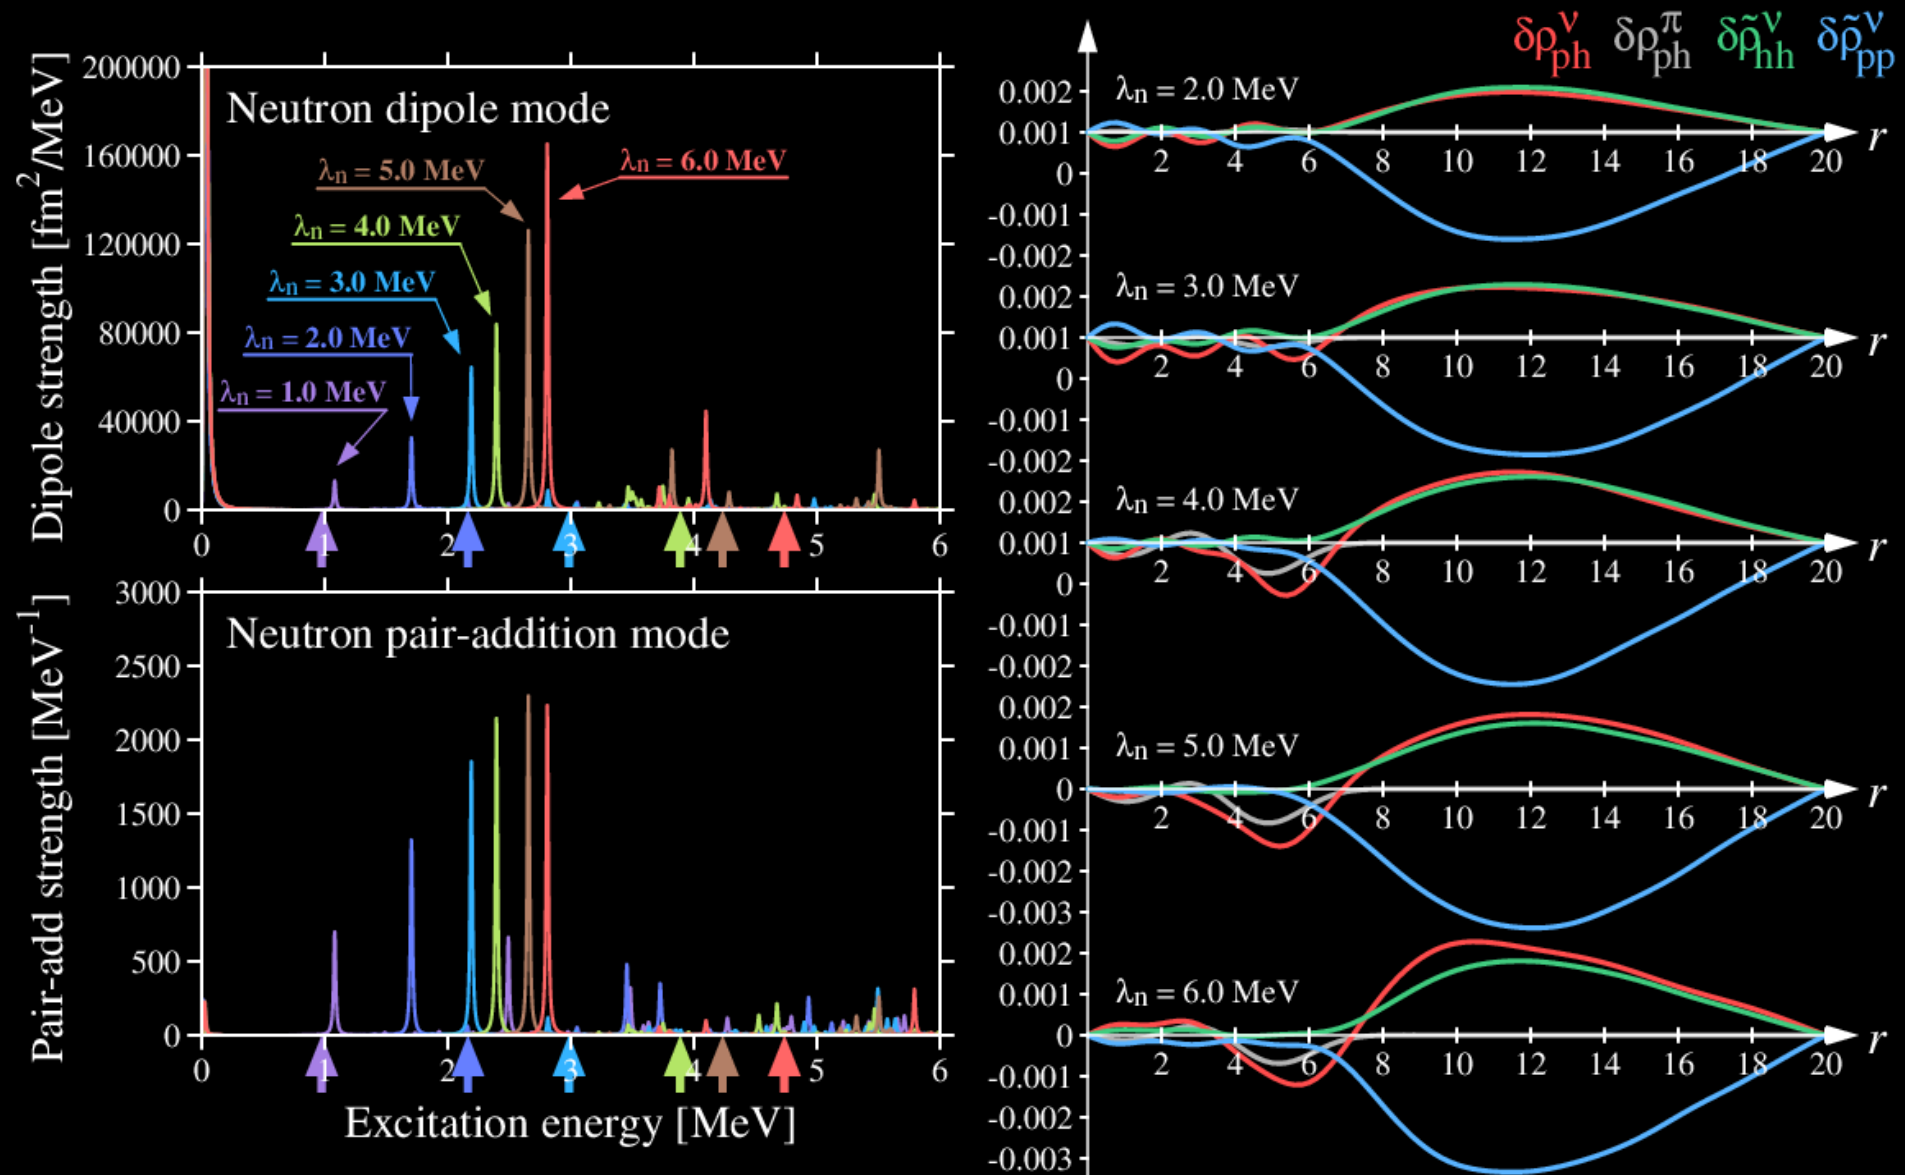 Neutron dipole mode
Dipole strength [fm²/MeV]
200000
160000
120000
80000
40000
0
λn = 6.0 MeV
λn = 5.0 MeV
λn = 4.0 MeV
λn = 3.0 MeV
λn = 2.0 MeV
λn = 1.0 MeV
0 1 2 3 4 5 6
Neutron pair-addition mode
Pair-add strength [MeV⁻¹]
3000
2500
2000
1500
1000
500
0
0 1 2 3 4 5 6
Excitation energy [MeV]
δρ^ν_ph δρ^π_ph δρ̃^ν_hh δρ̃^ν_pp
λn = 2.0 MeV
0.002
0.001
0
-0.001
-0.002
2 4 6 8 10 12 14 16 18 20 r
λn = 3.0 MeV
0.002
0.001
0
-0.001
-0.002
2 4 6 8 10 12 14 16 18 20 r
λn = 4.0 MeV
0.002
0.001
0
-0.001
-0.002
2 4 6 8 10 12 14 16 18 20 r
λn = 5.0 MeV
0.002
0.001
0
-0.001
-0.002
-0.003
2 4 6 8 10 12 14 16 18 20 r
λn = 6.0 MeV
0.002
0.001
0
-0.001
-0.002
-0.003
2 4 6 8 10 12 14 16 18 20 r